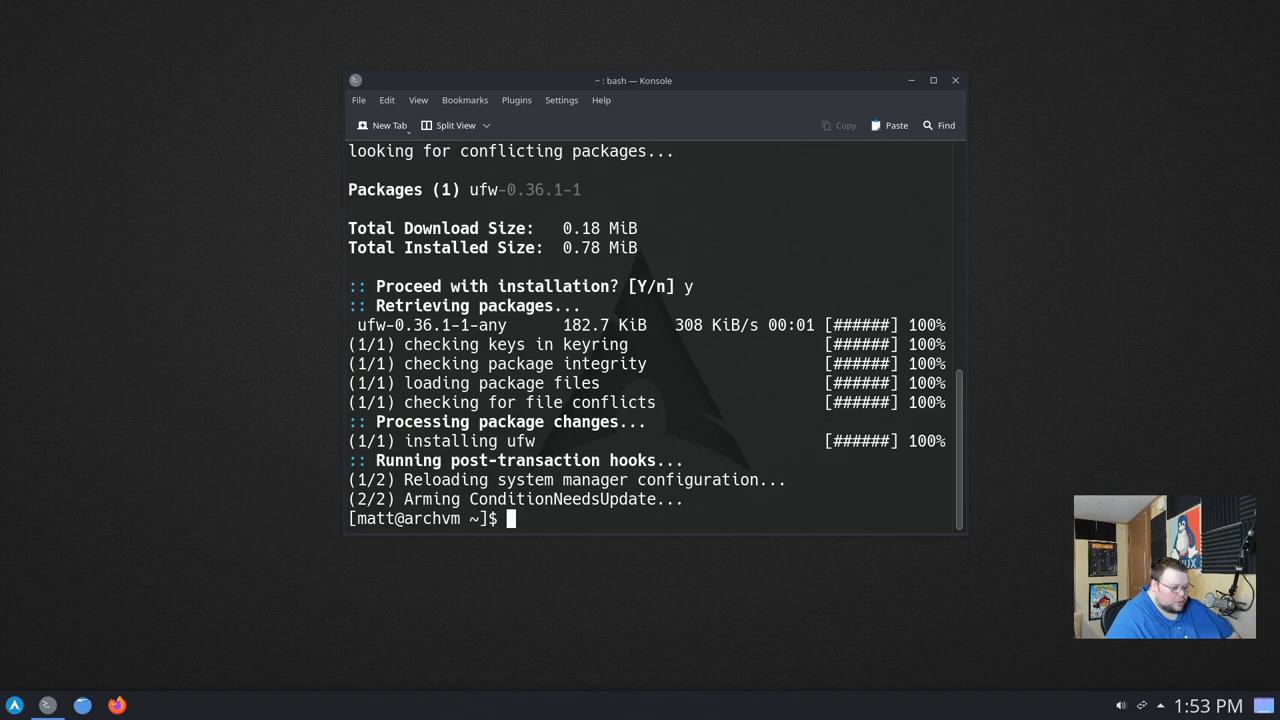 ~ : bash — Konsole
File Edit View Bookmarks Plugins Settings Help
New Tab Split View Copy Paste Find
looking for conflicting packages...
Packages (1) ufw-0.36.1-1
Total Download Size: 0.18 MiB
Total Installed Size: 0.78 MiB
:: Proceed with installation? [Y/n] y
:: Retrieving packages...
ufw-0.36.1-1-any 182.7 KiB 308 KiB/s 00:01 [######] 100%
(1/1) checking keys in keyring [######] 100%
(1/1) checking package integrity [######] 100%
(1/1) loading package files [######] 100%
(1/1) checking for file conflicts [######] 100%
:: Processing package changes...
(1/1) installing ufw [######] 100%
:: Running post-transaction hooks...
(1/2) Reloading system manager configuration...
(2/2) Arming ConditionNeedsUpdate...
[matt@archvm ~]$
1:53 PM